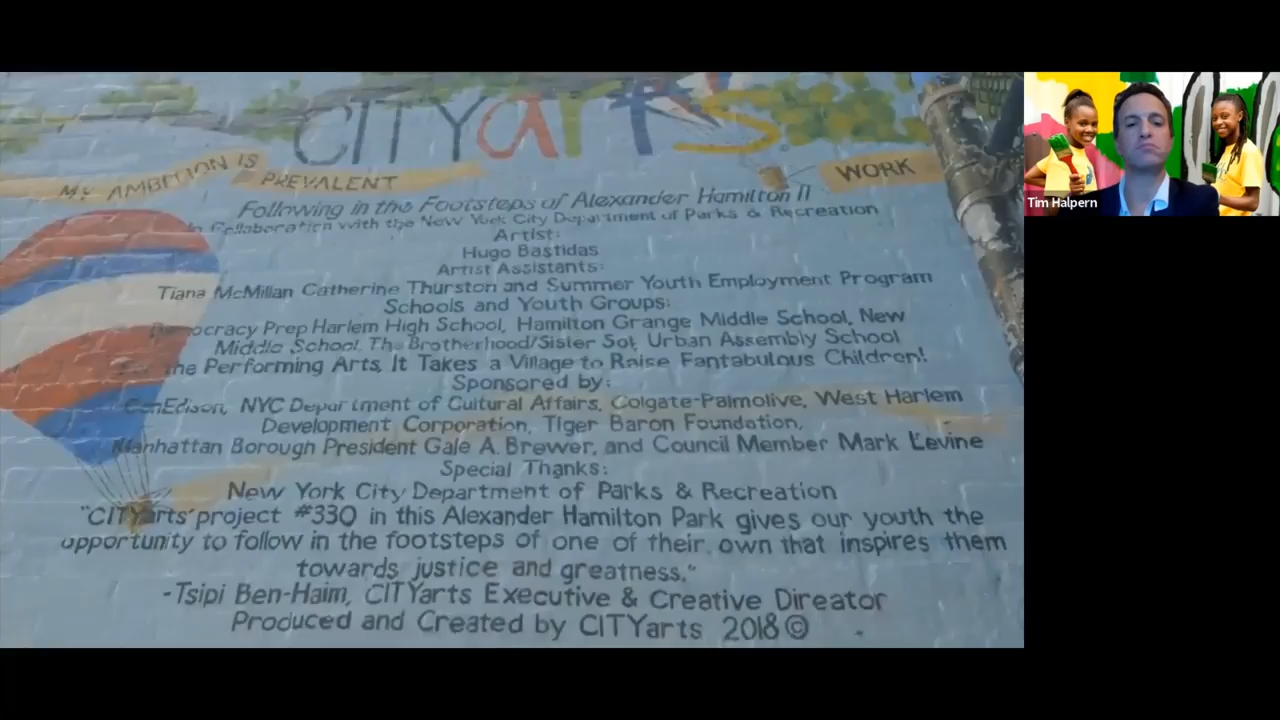 CITYarts
MY AMBITION IS
PREVALENT
WORK
Following in the Footsteps of Alexander Hamilton II
In Collaboration with the New York City Department of Parks & Recreation
Artist:
Hugo Bastidas
Artist Assistants:
Tiana McMillan Catherine Thurston and Summer Youth Employment Program
Schools and Youth Groups:
Democracy Prep Harlem High School, Hamilton Grange Middle School, New
Middle School, The Brotherhood/Sister Sol, Urban Assembly School
the Performing Arts, It Takes a Village to Raise Fantabulous Children!
Sponsored by:
ConEdison, NYC Department of Cultural Affairs, Colgate-Palmolive, West Harlem
Development Corporation, Tiger Baron Foundation,
Manhattan Borough President Gale A. Brewer, and Council Member Mark Levine
Special Thanks:
New York City Department of Parks & Recreation
"CITYarts' project #330 in this Alexander Hamilton Park gives our youth the
opportunity to follow in the footsteps of one of their own that inspires them
towards justice and greatness."
-Tsipi Ben-Haim, CITYarts Executive & Creative Direator
Produced and Created by CITYarts 2018 ©
Tim Halpern